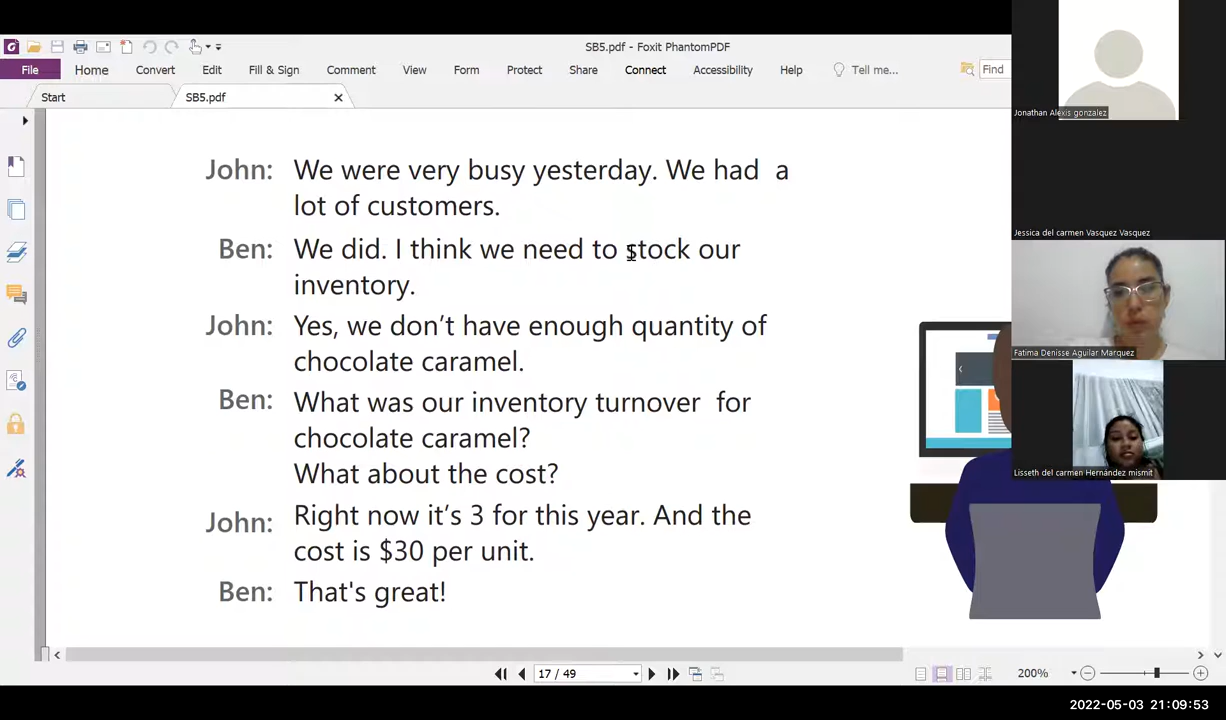 SB5.pdf - Foxit PhantomPDF
File Home Convert Edit Fill & Sign Comment View Form Protect Share Connect Accessibility Help Tell me... Find
Start SB5.pdf
John: We were very busy yesterday. We had a
lot of customers.
Ben: We did. I think we need to stock our
inventory.
John: Yes, we don't have enough quantity of
chocolate caramel.
Ben: What was our inventory turnover for
chocolate caramel?
What about the cost?
John: Right now it's 3 for this year. And the
cost is $30 per unit.
Ben: That's great!
Jonathan Alexis gonzalez
Jessica del carmen Vasquez Vasquez
Fatima Denisse Aguilar Marquez
Lisseth del carmen Hernández mismit
17 / 49
200%
2022-05-03 21:09:53